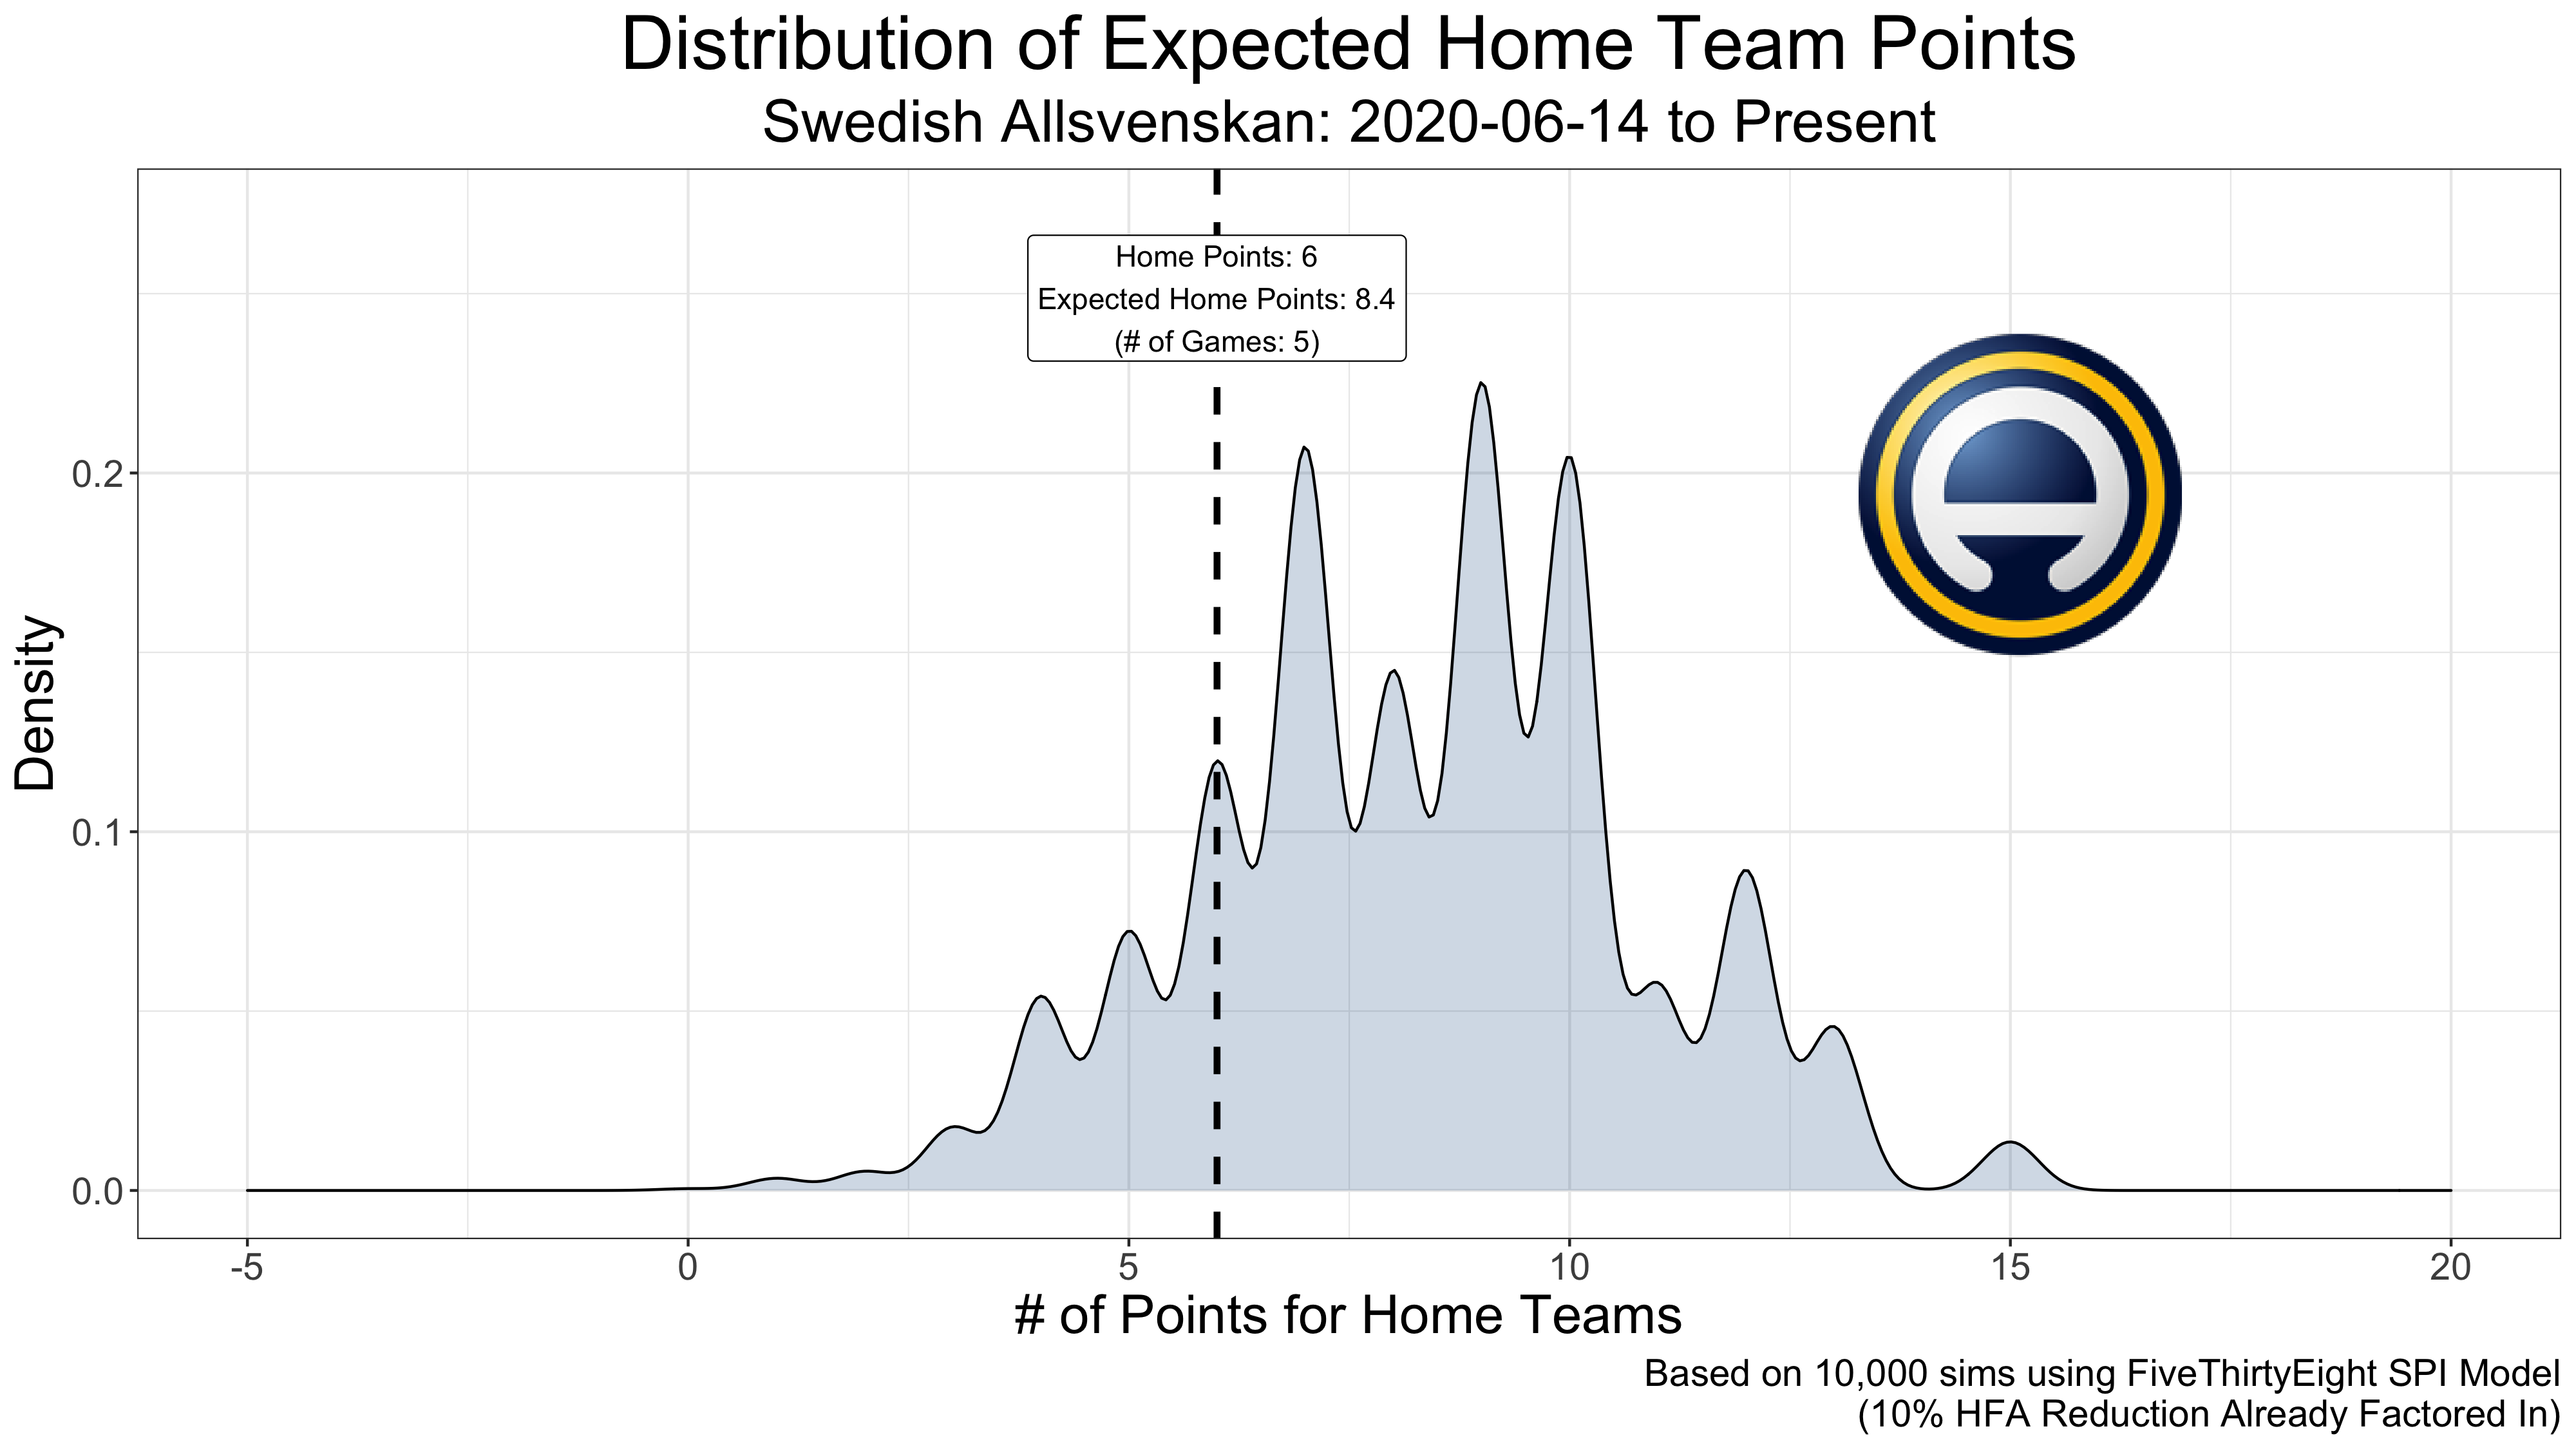 Distribution of Expected Home Team Points
Swedish Allsvenskan: 2020-06-14 to Present
Home Points: 6
Expected Home Points: 8.4
(# of Games: 5)
Density
0.2
0.1
0.0
-5 0 5 10 15 20
# of Points for Home Teams
Based on 10,000 sims using FiveThirtyEight SPI Model
(10% HFA Reduction Already Factored In)